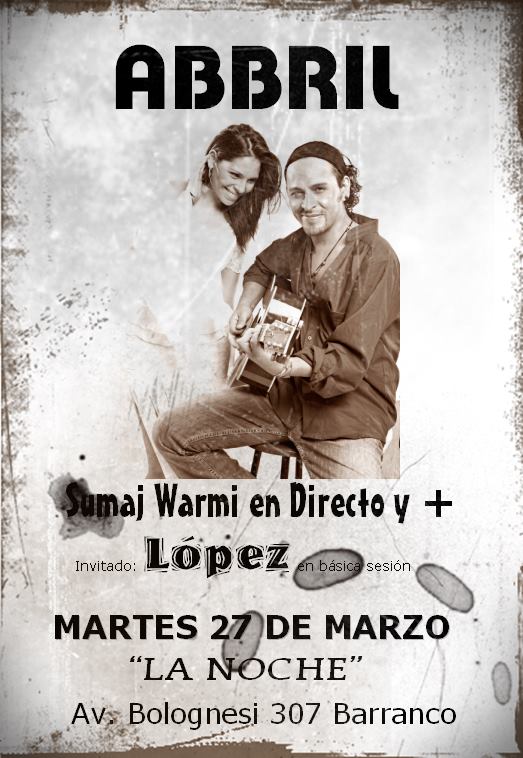 ABBRIL
Sumaj Warmi en Directo y +
Invitado: López en básica sesión
MARTES 27 DE MARZO
"LA NOCHE"
Av. Bolognesi 307 Barranco